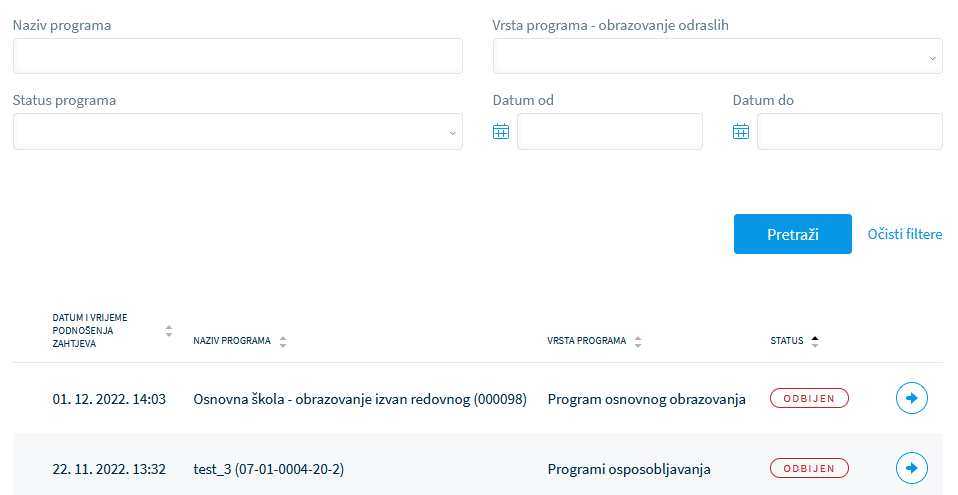 Naziv programa
Vrsta programa - obrazovanje odraslih
Status programa
Datum od
Datum do
Pretraži
Očisti filtere
DATUM I VRIJEME
PODNOŠENJA
ZAHTJEVA
NAZIV PROGRAMA
VRSTA PROGRAMA
STATUS
01. 12. 2022. 14:03 Osnovna škola - obrazovanje izvan redovnog (000098) Program osnovnog obrazovanja ODBIJEN
22. 11. 2022. 13:32 test_3 (07-01-0004-20-2) Programi osposobljavanja ODBIJEN